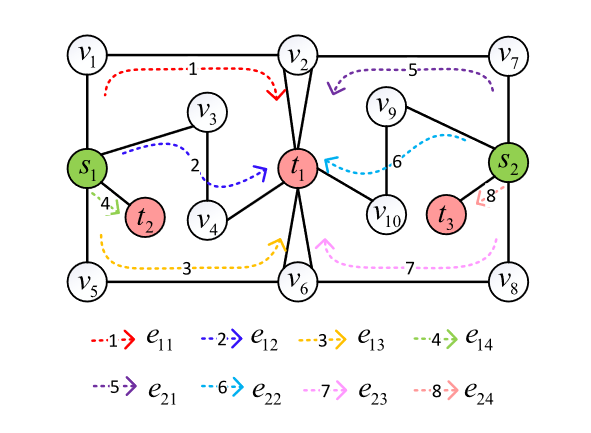 v₁ v₂ v₇
1 5
v₃ v₉
s₁ 2 t₁ 6 s₂
4 t₂ v₄ v₁₀ t₃ 8
3 7
v₅ v₆ v₈
1 e₁₁ 2 e₁₂ 3 e₁₃ 4 e₁₄
5 e₂₁ 6 e₂₂ 7 e₂₃ 8 e₂₄